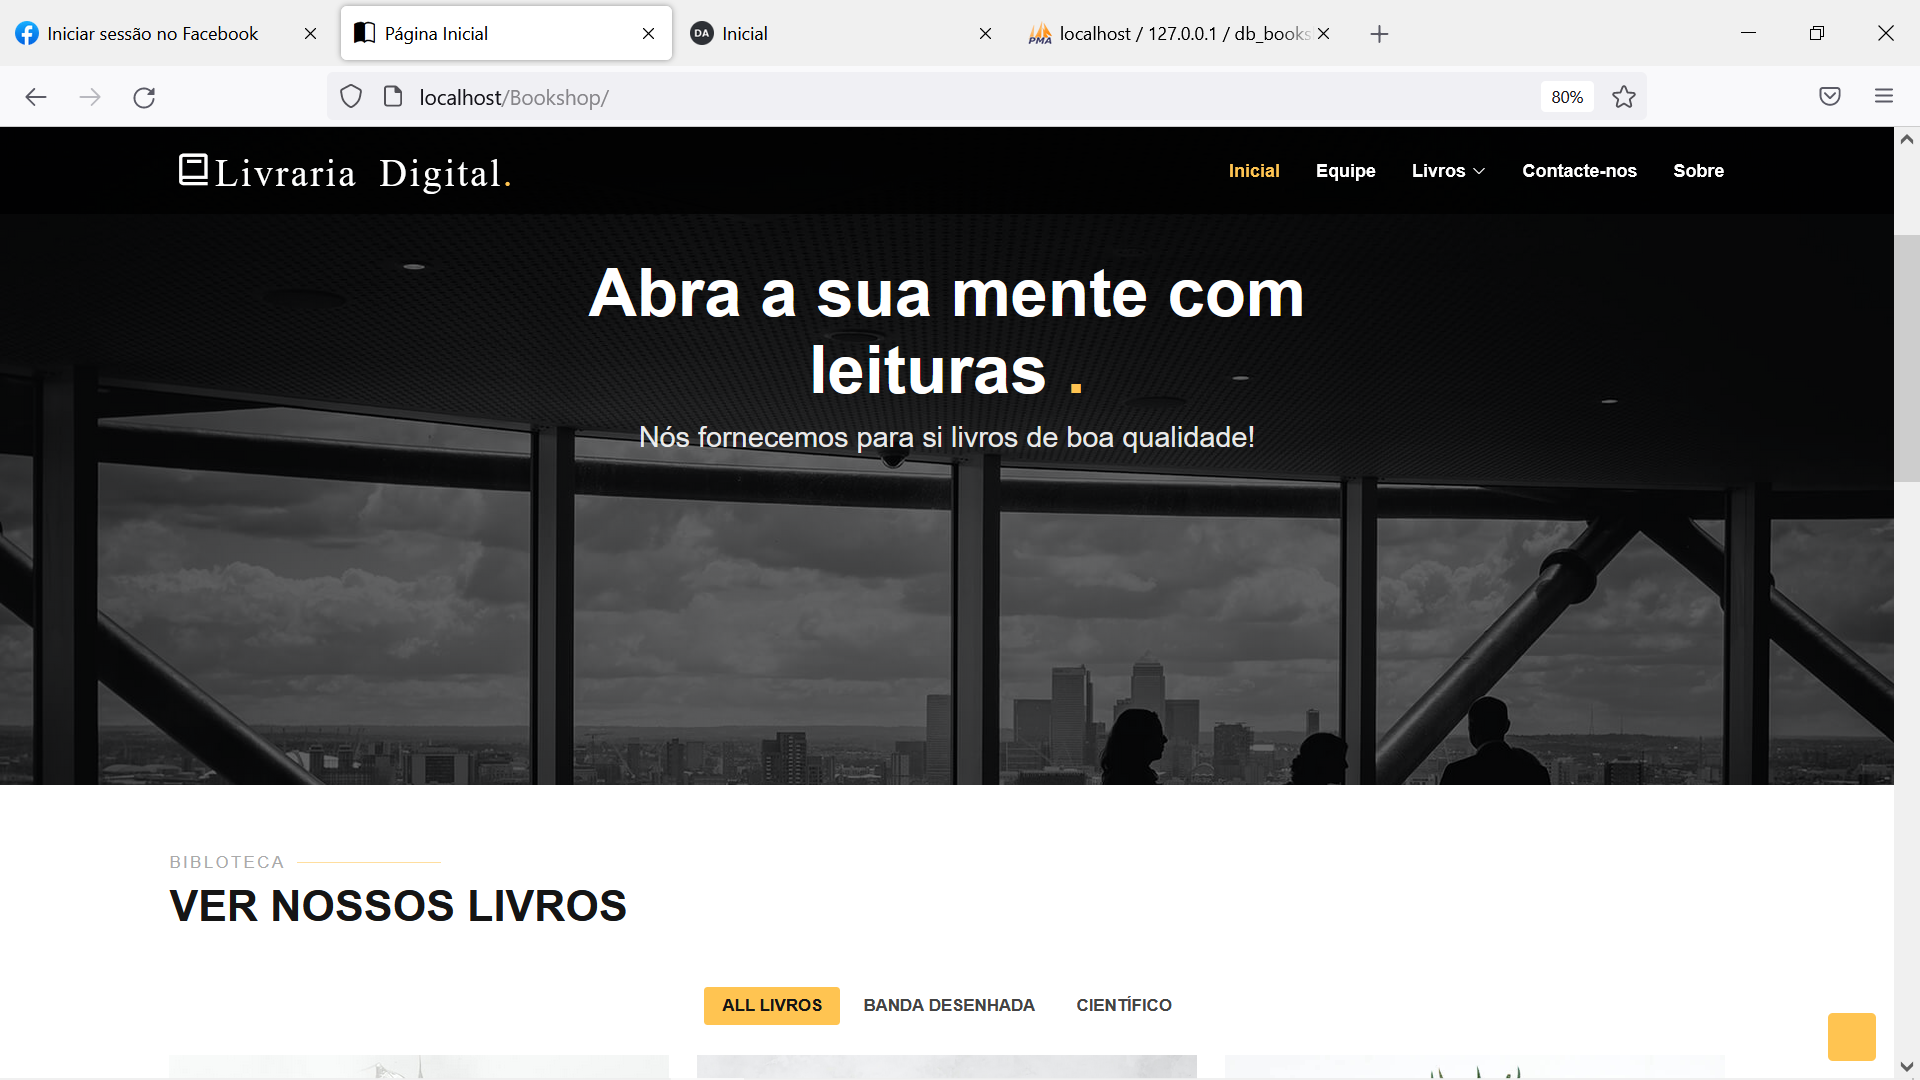 Iniciar sessão no Facebook
Página Inicial
DA Inicial
PMA localhost / 127.0.0.1 / db_books
localhost/Bookshop/
80%
Livraria Digital.
Inicial Equipe Livros Contacte-nos Sobre
Abra a sua mente com
leituras .
Nós fornecemos para si livros de boa qualidade!
BIBLOTECA
VER NOSSOS LIVROS
ALL LIVROS BANDA DESENHADA CIENTÍFICO